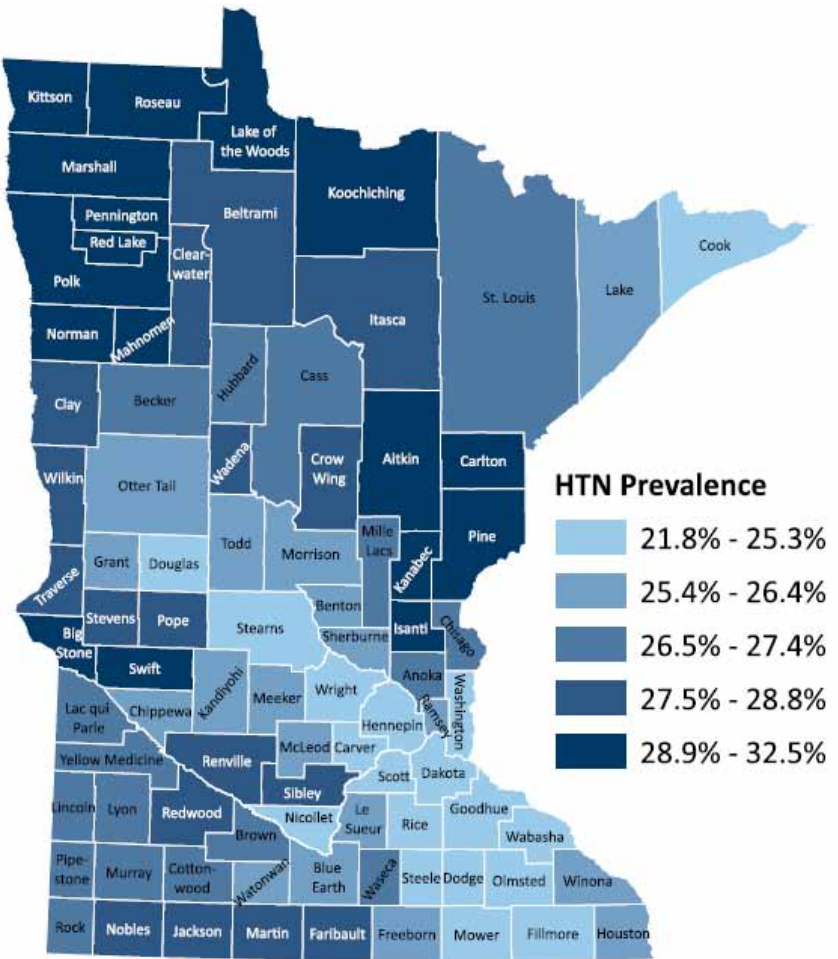 Kittson
Roseau
Lake of
the Woods
Marshall
Koochiching
Pennington
Beltrami
Red Lake
Clear-
water
Cook
Polk
St. Louis
Lake
Itasca
Norman
Mahnomen
Hubbard
Cass
Clay
Becker
Wadena
Crow
Wing
Aitkin
Carlton
Wilkin
Otter Tail
HTN Prevalence
21.8% - 25.3%
25.4% - 26.4%
26.5% - 27.4%
27.5% - 28.8%
28.9% - 32.5%
Mille
Lacs
Pine
Todd
Morrison
Kanabec
Grant
Douglas
Traverse
Benton
Stevens
Pope
Stearns
Isanti
Chisago
Big
Stone
Sherburne
Swift
Anoka
Kandiyohi
Meeker
Wright
Washington
Lac qui
Parle
Chippewa
Ramsey
Hennepin
McLeod
Carver
Yellow Medicine
Renville
Scott
Dakota
Sibley
Lincoln
Lyon
Redwood
Nicollet
Le
Sueur
Rice
Goodhue
Brown
Wabasha
Pipe-
stone
Murray
Cotton-
wood
Watonwan
Blue
Earth
Waseca
Steele
Dodge
Olmsted
Winona
Rock
Nobles
Jackson
Martin
Faribault
Freeborn
Mower
Fillmore
Houston